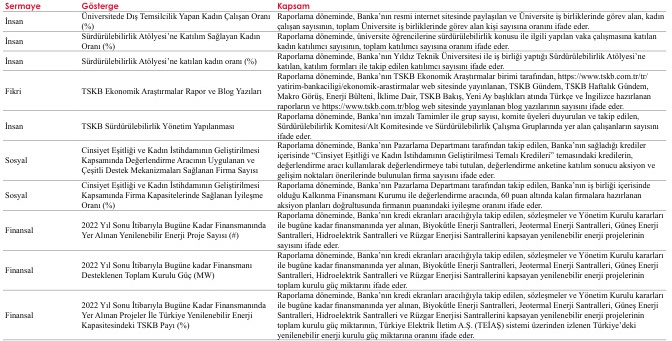 Sermaye Gösterge Kapsam
İnsan
Üniversitede Dış Temsilcilik Yapan Kadın Çalışan Oranı
(%)
Raporlama döneminde, Banka'nın resmi internet sitesinde paylaşılan ve Üniversite iş birliklerinde görev alan, kadın
çalışan sayısının, toplam Üniversite iş birliklerinde görev alan kişi sayısına oranını ifade eder.
İnsan
Sürdürülebilirlik Atölyesi'ne Katılım Sağlayan Kadın
Oranı (%)
Raporlama döneminde, üniversite öğrencilerine sürdürülebilirlik konusu ile ilgili yapılan vaka çalışmasına katılan
kadın katılımcı sayısının, toplam katılımcı sayısına oranını ifade eder.
İnsan
Sürdürülebilirlik Atölyesi'ne katılan kadın oranı (%)
Raporlama döneminde, Banka'nın Yıldız Teknik Üniversitesi ile iş birliği yaptığı Sürdürülebilirlik Atölyesi'ne
katılan, katılım formları ile takip edilen katılımcı sayısını ifade eder.
Fikri
TSKB Ekonomik Araştırmalar Rapor ve Blog Yazıları
Raporlama döneminde, Banka'nın TSKB Ekonomik Araştırmalar birimi tarafından, https://www.tskb.com.tr/tr/
yatirim-bankaciligi/ekonomik-arastirmalar web sitesinde yayınlanan, TSKB Gündem, TSKB Haftalık Gündem,
Makro Görüş, Enerji Bülteni, İklime Dair, TSKB Bakış, Yeni Ay başlıkları atında Türkçe ve İngilizce hazırlanan
raporların ve https://www.tskb.com.tr/blog web sitesinde yayınlanan blog yazılarının sayısını ifade eder.
İnsan
TSKB Sürdürülebilirlik Yönetim Yapılanması
Raporlama döneminde, Banka'nın imzalı Tamimler ile grup sayısı, komite üyeleri duyurulan ve takip edilen,
Sürdürülebilirlik Komitesi/Alt Komitesinde ve Sürdürülebilirlik Çalışma Gruplarında yer alan çalışanların sayısını
ifade eder.
Sosyal
Cinsiyet Eşitliği ve Kadın İstihdamının Geliştirilmesi
Kapsamında Değerlendirme Aracının Uygulanan ve
Çeşitli Destek Mekanizmaları Sağlanan Firma Sayısı
Raporlama döneminde, Banka'nın Pazarlama Departmanı tarafından takip edilen, Banka'nın sağladığı krediler
içerisinde "Cinsiyet Eşitliği ve Kadın İstihdamının Geliştirilmesi Temalı Kredileri" temasındaki kredilerin,
değerlendirme aracı kullanılarak değerlendirmeye tabi tutulan, değerlendirme anketine katılım sonucu aksiyon ve
gelişim noktaları önerilerinde bulunulan firma sayısını ifade eder.
Sosyal
Cinsiyet Eşitliği ve Kadın İstihdamının Geliştirilmesi
Kapsamında Firma Kapasitelerinde Sağlanan İyileşme
Oranı (%)
Raporlama döneminde, Banka'nın Pazarlama Departmanı tarafından takip edilen, Banka'nın iş birliği içerisinde
olduğu Kalkınma Finansmanı Kurumu ile değerlendirme aracında, 60 puan altında kalan firmalara hazırlanan
aksiyon planları doğrultusunda firmanın puanındaki iyileşme oranını ifade eder.
Finansal
2022 Yıl Sonu İtibarıyla Bugüne Kadar Finansmanında
Yer Alınan Yenilenebilir Enerji Proje Sayısı (#)
Raporlama döneminde, Banka'nın kredi ekranları aracılığıyla takip edilen, sözleşmeler ve Yönetim Kurulu kararları
ile bugüne kadar finansmanında yer alınan, Biyokütle Enerji Santralleri, Jeotermal Enerji Santralleri, Güneş Enerji
Santralleri, Hidroelektrik Santralleri ve Rüzgar Enerjisi Santrallerini kapsayan yenilenebilir enerji projelerinin
sayısını ifade eder.
Finansal
2022 Yıl Sonu İtibarıyla Bugüne kadar Finansmanı
Desteklenen Toplam Kurulu Güç (MW)
Raporlama döneminde, Banka'nın kredi ekranları aracılığıyla takip edilen, sözleşmeler ve Yönetim Kurulu kararları
ile bugüne kadar finansmanında yer alınan, Biyokütle Enerji Santralleri, Jeotermal Enerji Santralleri, Güneş Enerji
Santralleri, Hidroelektrik Santralleri ve Rüzgar Enerjisi Santrallerini kapsayan yenilenebilir enerji projelerinin
toplam kurulu güç miktarını ifade eder.
Finansal
2022 Yıl Sonu İtibarıyla Bugüne Kadar Finansmanında
Yer Alınan Projeler İle Türkiye Yenilenebilir Enerji
Kapasitesindeki TSKB Payı (%)
Raporlama döneminde, Banka'nın kredi ekranları aracılığıyla takip edilen, sözleşmeler ve Yönetim Kurulu kararları
ile bugüne kadar finansmanında yer alınan, Biyokütle Enerji Santralleri, Jeotermal Enerji Santralleri, Güneş Enerji
Santralleri, Hidroelektrik Santralleri ve Rüzgar Enerjisi Santrallerini kapsayan yenilenebilir enerji projelerinin
toplam kurulu güç miktarının, Türkiye Elektrik İletim A.Ş. (TEİAŞ) sistemi üzerinden izlenen Türkiye'deki
yenilenebilir enerji kurulu güç miktarına oranını ifade eder.